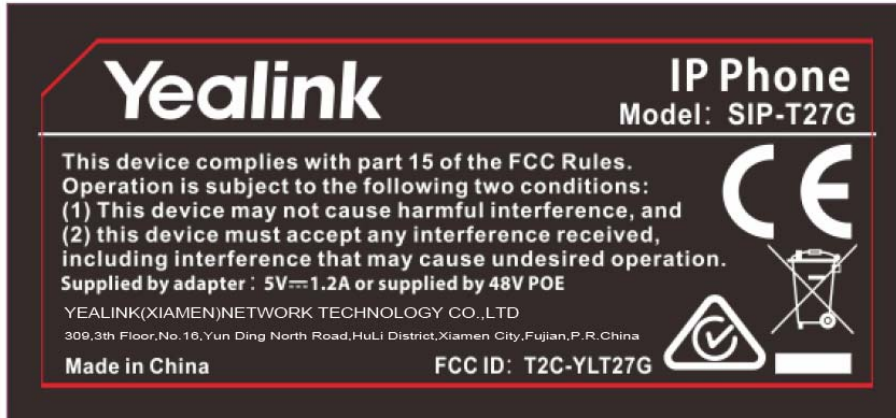 Yealink
IP Phone
Model: SIP-T27G
This device complies with part 15 of the FCC Rules.
Operation is subject to the following two conditions:
(1) This device may not cause harmful interference, and
(2) this device must accept any interference received,
including interference that may cause undesired operation.
Supplied by adapter : 5V⎓1.2A or supplied by 48V POE
YEALINK(XIAMEN)NETWORK TECHNOLOGY CO.,LTD
309,3th Floor,No.16,Yun Ding North Road,HuLi District,Xiamen City,Fujian,P.R.China
Made in China
FCC ID: T2C-YLT27G
CE